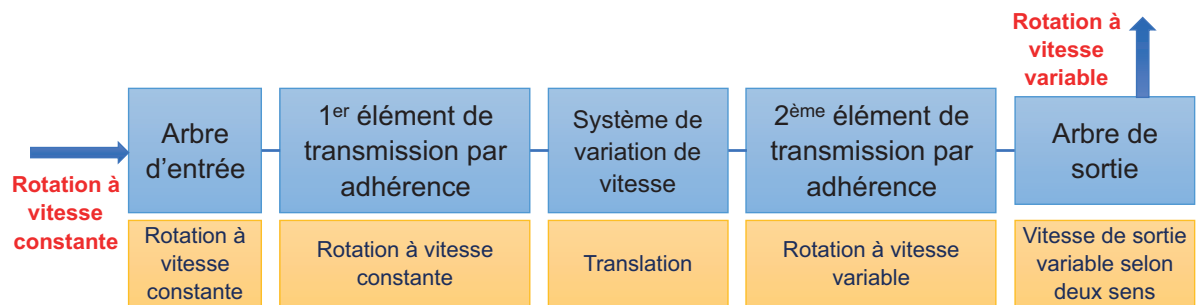 Rotation à
vitesse
variable
Arbre
d'entrée
1er élément de
transmission par
adhérence
Système de
variation de
vitesse
2ème élément de
transmission par
adhérence
Arbre de
sortie
Rotation à
vitesse
constante
Rotation à
vitesse
constante
Rotation à vitesse
constante
Translation
Rotation à vitesse
variable
Vitesse de sortie
variable selon
deux sens